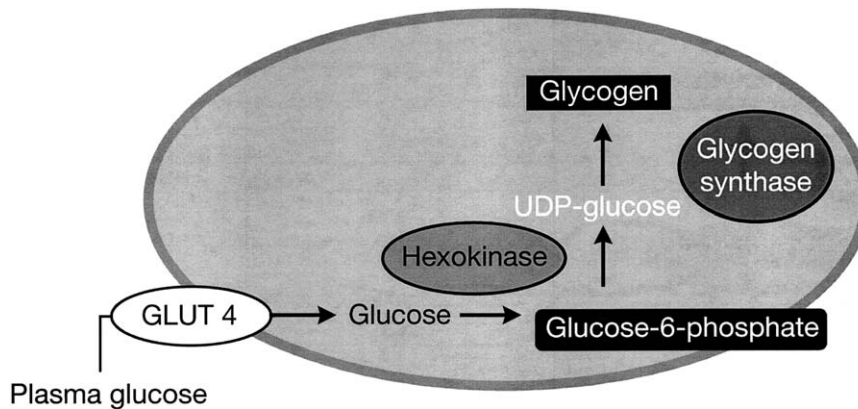 Glycogen
Glycogen
synthase
UDP-glucose
Hexokinase
GLUT 4
Glucose
Glucose-6-phosphate
Plasma glucose